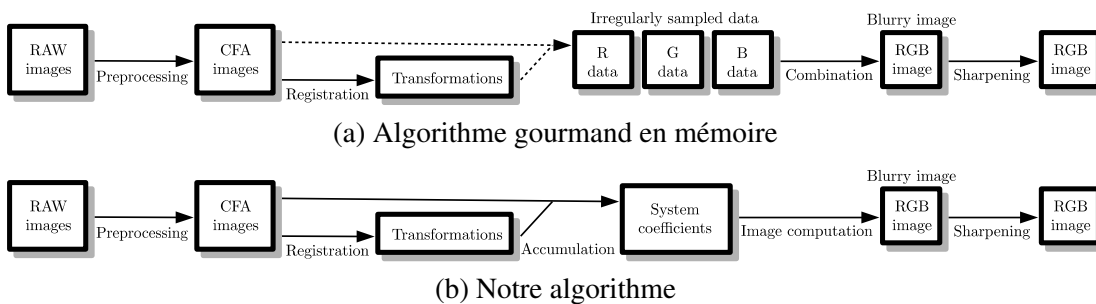 Irregularly sampled data
Blurry image
RAW
images
Preprocessing
CFA
images
Registration
Transformations
R
data
G
data
B
data
Combination
RGB
image
Sharpening
RGB
image
(a) Algorithme gourmand en mémoire
Blurry image
RAW
images
Preprocessing
CFA
images
Registration
Transformations
Accumulation
System
coefficients
Image computation
RGB
image
Sharpening
RGB
image
(b) Notre algorithme